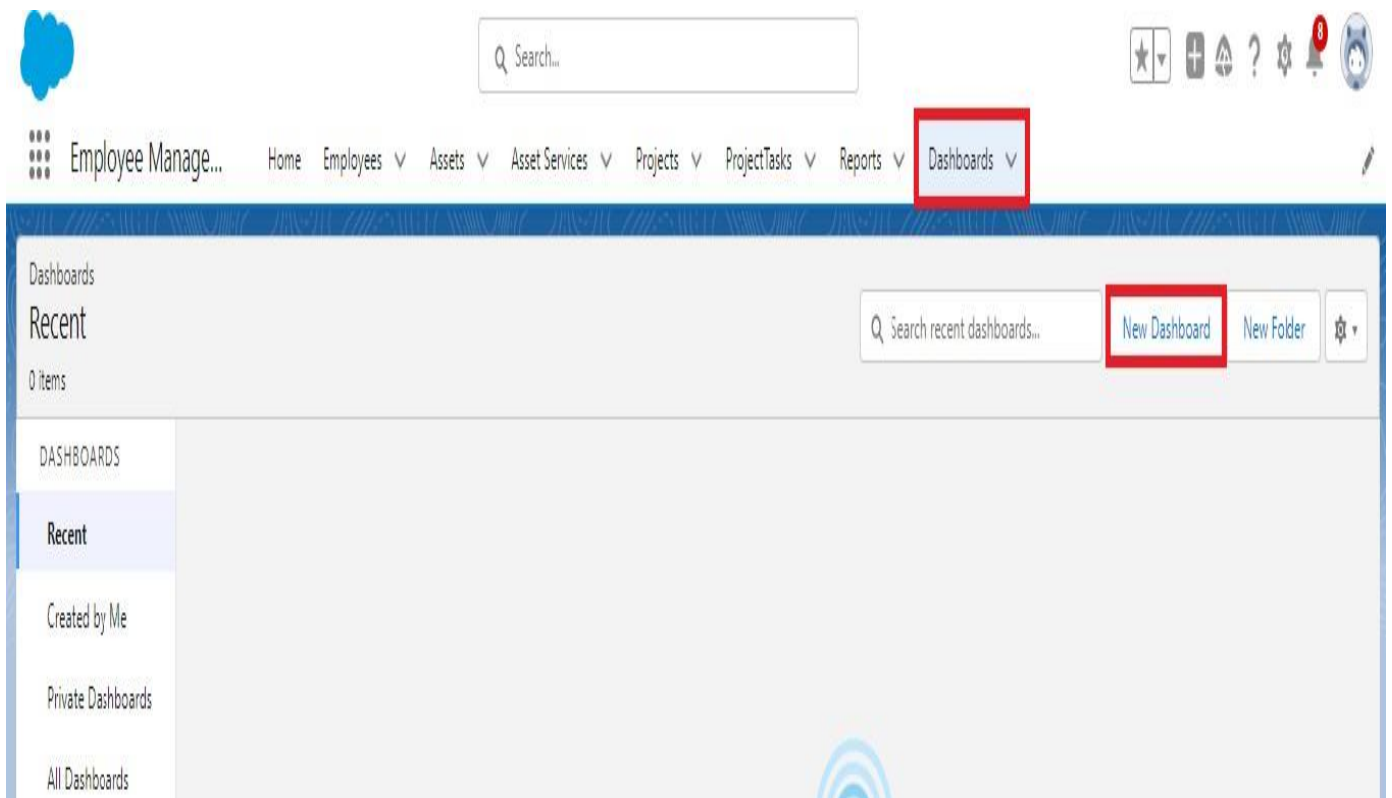 Search...
8
Employee Manage... Home Employees Assets Asset Services Projects ProjectTasks Reports Dashboards
Dashboards
Recent
0 items
Search recent dashboards... New Dashboard New Folder
DASHBOARDS
Recent
Created by Me
Private Dashboards
All Dashboards